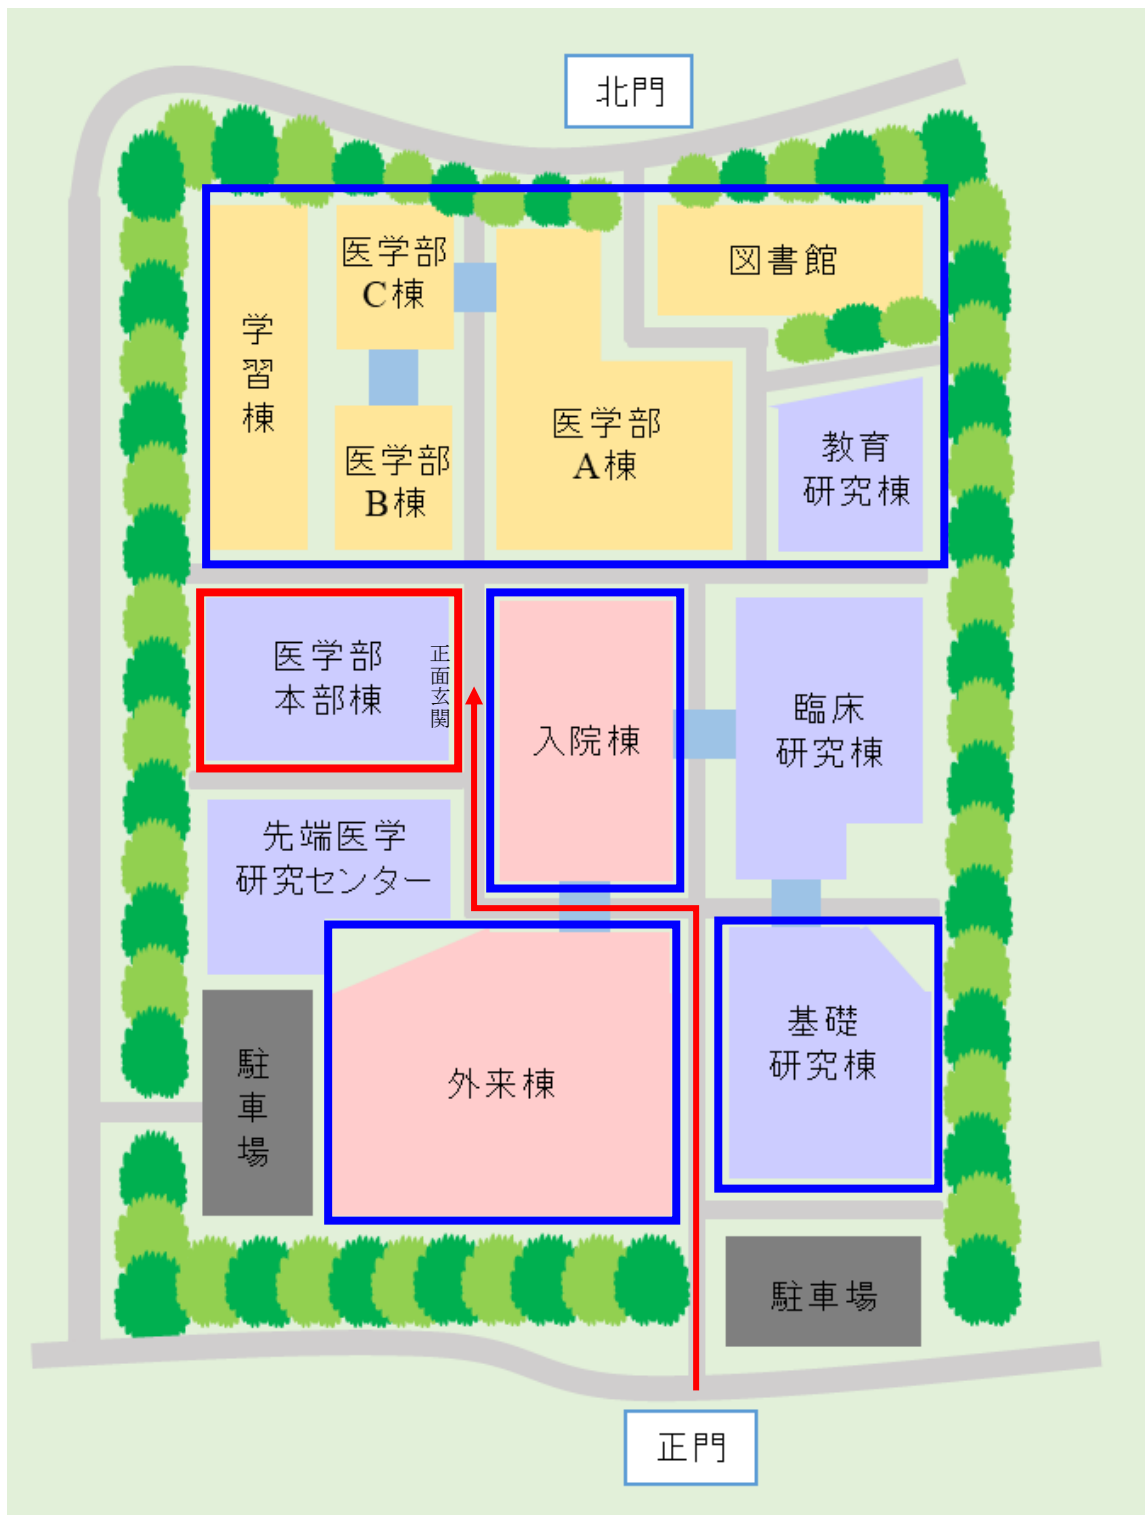 北門
医学部
C棟
図書館
学
習
棟
医学部
A棟
医学部
B棟
教育
研究棟
医学部
本部棟
正
面
玄
関
入院棟
臨床
研究棟
先端医学
研究センター
外来棟
基礎
研究棟
駐
車
場
駐車場
正門